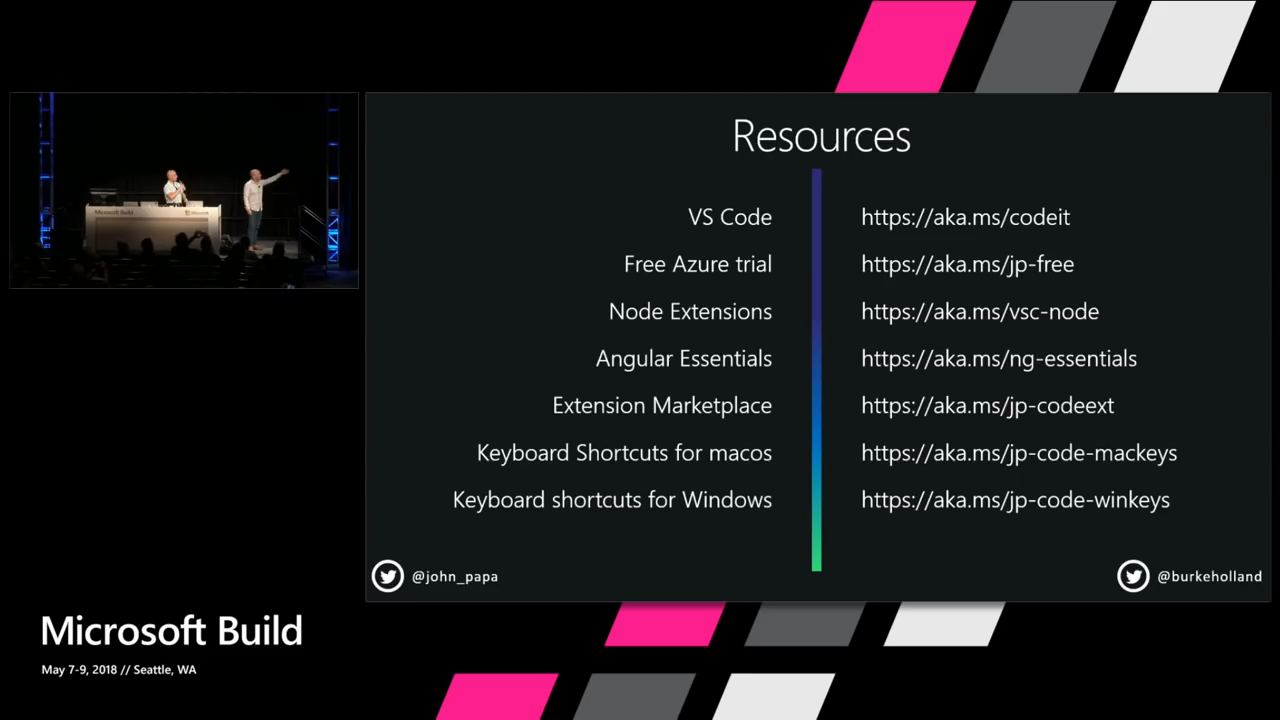 Resources
VS Code https://aka.ms/codeit
Free Azure trial https://aka.ms/jp-free
Node Extensions https://aka.ms/vsc-node
Angular Essentials https://aka.ms/ng-essentials
Extension Marketplace https://aka.ms/jp-codeext
Keyboard Shortcuts for macos https://aka.ms/jp-code-mackeys
Keyboard shortcuts for Windows https://aka.ms/jp-code-winkeys
@john_papa @burkeholland
Microsoft Build
Microsoft
Microsoft Build
May 7-9, 2018 // Seattle, WA